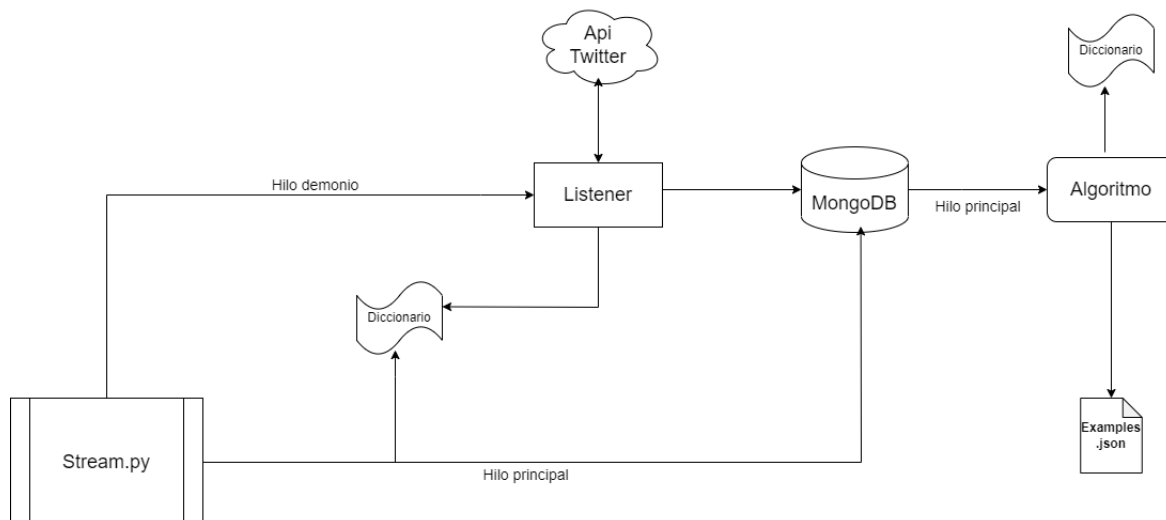 Api
Twitter
Diccionario
Hilo demonio
Listener
MongoDB
Hilo principal
Algoritmo
Diccionario
Examples
.json
Stream.py
Hilo principal